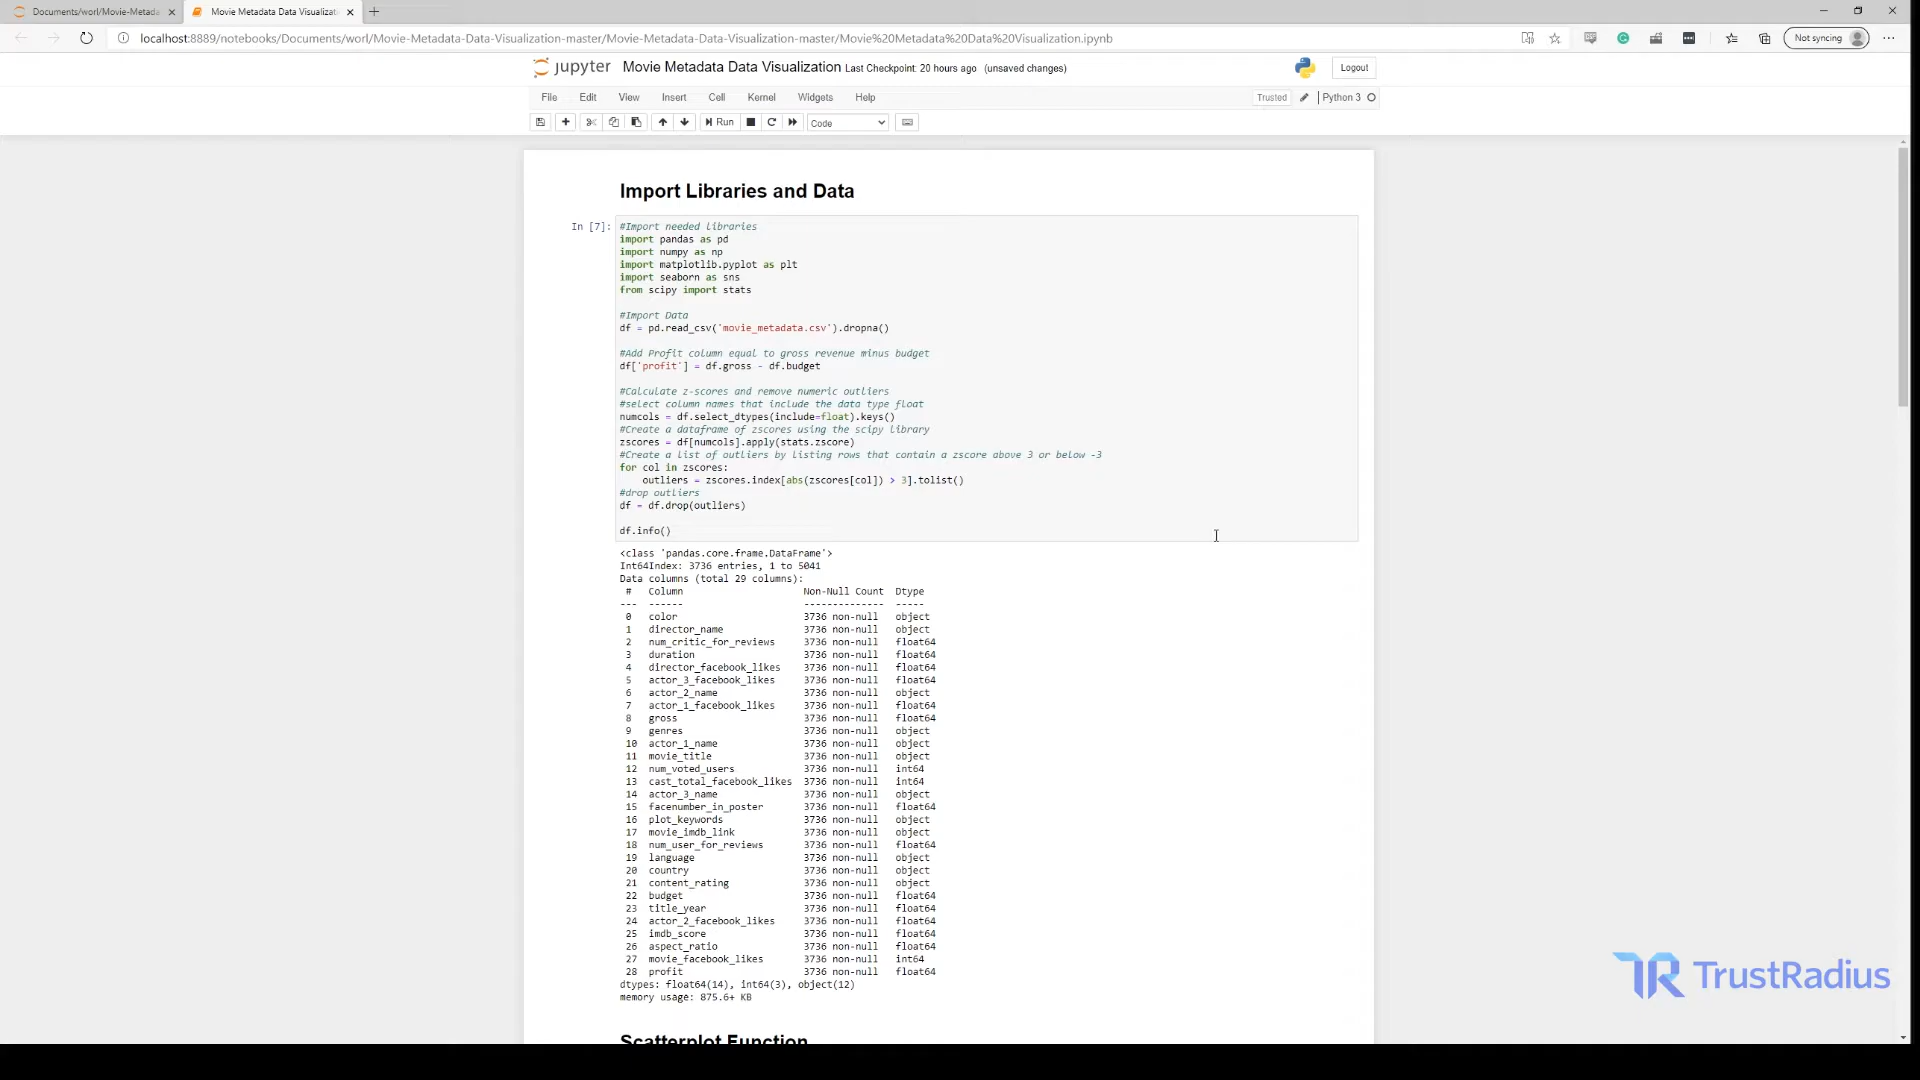 Documents/worl/Movie-Metada
Movie Metadata Data Visualizat
localhost:8889/notebooks/Documents/worl/Movie-Metadata-Data-Visualization-master/Movie-Metadata-Data-Visualization-master/Movie%20Metadata%20Data%20Visualization.ipynb
Not syncing
jupyter Movie Metadata Data Visualization Last Checkpoint: 20 hours ago (unsaved changes)
Logout
File Edit View Insert Cell Kernel Widgets Help
Trusted
Python 3
Run
Code
Import Libraries and Data
In [7]:
#Import needed libraries
import pandas as pd
import numpy as np
import matplotlib.pyplot as plt
import seaborn as sns
from scipy import stats
#Import Data
df = pd.read_csv('movie_metadata.csv').dropna()
#Add Profit column equal to gross revenue minus budget
df['profit'] = df.gross - df.budget
#Calculate z-scores and remove numeric outliers
#select column names that include the data type float
numcols = df.select_dtypes(include=float).keys()
#Create a dataframe of zscores using the scipy library
zscores = df[numcols].apply(stats.zscore)
#Create a list of outliers by listing rows that contain a zscore above 3 or below -3
for col in zscores:
    outliers = zscores.index[abs(zscores[col]) > 3].tolist()
#drop outliers
df = df.drop(outliers)
df.info()
<class 'pandas.core.frame.DataFrame'>
Int64Index: 3736 entries, 1 to 5041
Data columns (total 29 columns):
 #   Column                     Non-Null Count  Dtype
---  ------                     --------------  -----
 0   color                      3736 non-null   object
 1   director_name              3736 non-null   object
 2   num_critic_for_reviews     3736 non-null   float64
 3   duration                   3736 non-null   float64
 4   director_facebook_likes    3736 non-null   float64
 5   actor_3_facebook_likes     3736 non-null   float64
 6   actor_2_name               3736 non-null   object
 7   actor_1_facebook_likes     3736 non-null   float64
 8   gross                      3736 non-null   float64
 9   genres                     3736 non-null   object
 10  actor_1_name               3736 non-null   object
 11  movie_title                3736 non-null   object
 12  num_voted_users            3736 non-null   int64
 13  cast_total_facebook_likes  3736 non-null   int64
 14  actor_3_name               3736 non-null   object
 15  facenumber_in_poster       3736 non-null   float64
 16  plot_keywords              3736 non-null   object
 17  movie_imdb_link            3736 non-null   object
 18  num_user_for_reviews       3736 non-null   float64
 19  language                   3736 non-null   object
 20  country                    3736 non-null   object
 21  content_rating             3736 non-null   object
 22  budget                     3736 non-null   float64
 23  title_year                 3736 non-null   float64
 24  actor_2_facebook_likes     3736 non-null   float64
 25  imdb_score                 3736 non-null   float64
 26  aspect_ratio               3736 non-null   float64
 27  movie_facebook_likes       3736 non-null   int64
 28  profit                     3736 non-null   float64
dtypes: float64(14), int64(3), object(12)
memory usage: 875.6+ KB
Scatterplot Function
TR TrustRadius